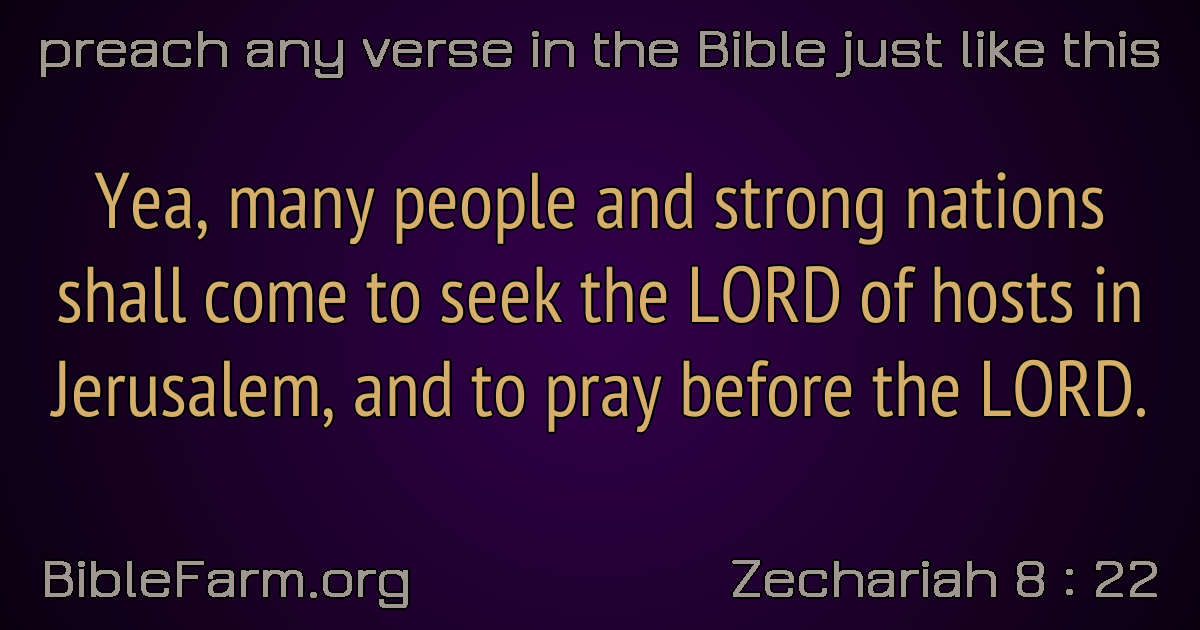 preach any verse in the Bible just like this
Yea, many people and strong nations
shall come to seek the LORD of hosts in
Jerusalem, and to pray before the LORD.
BibleFarm.org
Zechariah 8 : 22